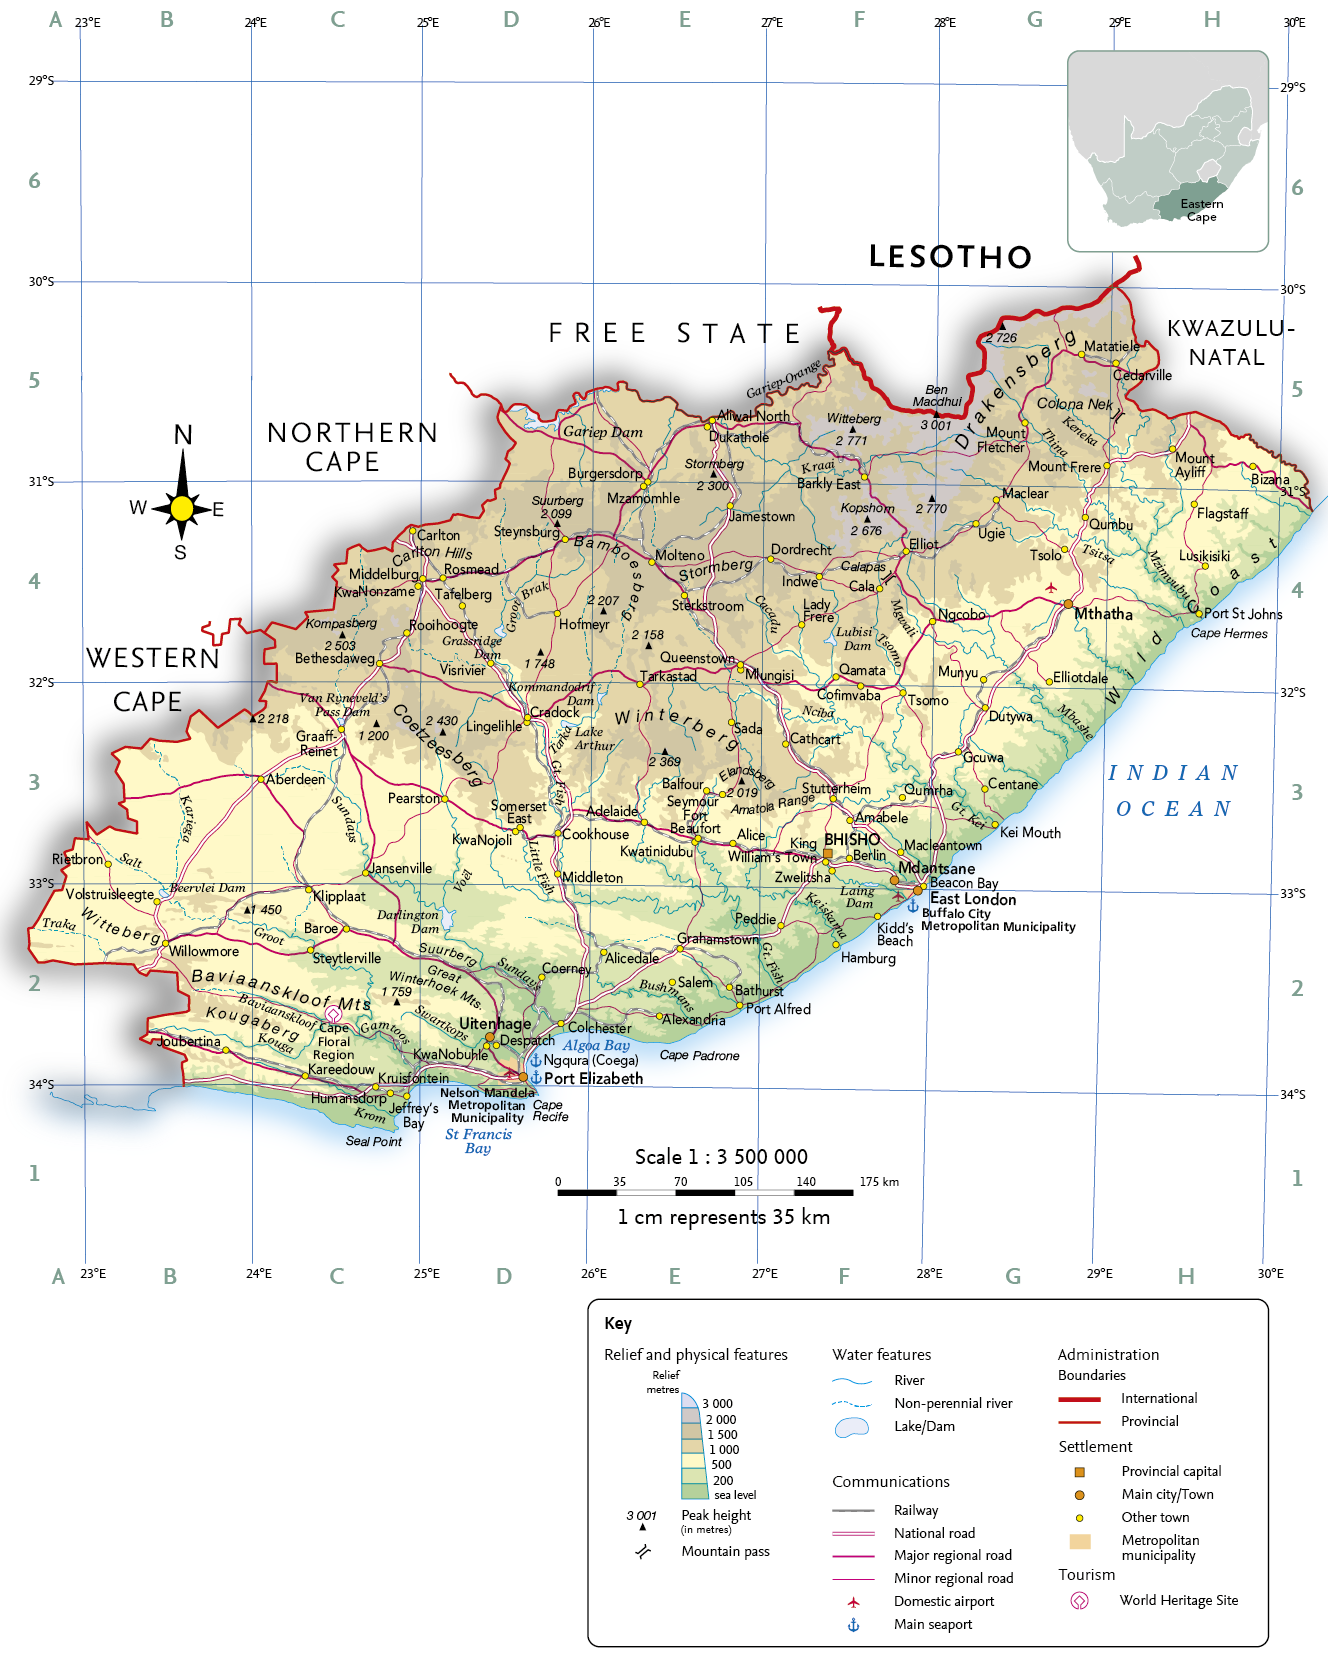 A B C D E F G H
23°E 24°E 25°E 26°E 27°E 28°E 29°E 30°E
29°S
29°S
6
6
Eastern
Cape
LESOTHO
30°S
30°S
FREE STATE
KWAZULU-
NATAL
2 726
Matatiele
Cedarville
Drakensberg
5
5
Gariep-Orange
Ben
Macdhui
3 001
Colona Nek
Keneka
Thina
Witteberg
2 771
Aliwal North
Dukathole
Gariep Dam
Mount
Fletcher
N
W
E
S
NORTHERN
CAPE
Mount Frere
Mount
Ayliff
Bizana
Kraai
Barkly East
Stormberg
2 300
Burgersdorp
Mzamomhle
31°S
31°S
Suurberg
2 099
Steynsburg
Jamestown
Kopshorn
2 676
2 770
Maclear
Ugie
Qumbu
Flagstaff
Carlton
Carlton Hills
Bamboesberg
Molteno
Stormberg
Dordrecht
Elliot
Tsolo
Tsitsa
Mzimvubu
Lusikisiki
Middelburg
Rosmead
KwaNonzame
Tafelberg
Groot Brak
Indwe
Calapas
Cala
4
4
Wild Coast
Sterkstroom
Cacadu
Lady
Frere
Mgwali
Ngcobo
Mthatha
Port St Johns
Cape Hermes
Kompasberg
2 503
Rooihoogte
Grassridge
Dam
Hofmeyr
2 207
2 158
Lubisi
Dam
Tsomo
WESTERN
CAPE
Bethesdaweg
Visrivier
1 748
Queenstown
Mlungisi
Qamata
Munyu
Elliotdale
32°S
32°S
Tarkastad
Kommandodrif
Dam
Cofimvaba
Tsomo
Van Ryneveld's
Pass Dam
2 218
1 200
Graaff-
Reinet
Coetzeesberg
2 430
Lingelihle
Cradock
Tarka
Lake
Arthur
Winterberg
2 369
Sada
Cathcart
Nciba
Dutywa
Mbashe
Gcuwa
INDIAN
OCEAN
Aberdeen
Gt. Fish
Balfour
Elandsberg
2 019
Seymour
Amatola Range
Stutterheim
Qumrha
Centane
3
3
Kariega
Sundays
Pearston
Somerset
East
KwaNojoli
Adelaide
Cookhouse
Fort
Beaufort
Kwatinidubu
Alice
King
William's Town
BHISHO
Amabele
Gt. Kei
Kei Mouth
Macleantown
Berlin
Zwelitsha
Mdantsane
Rietbron
Salt
Volstruisleegte
Beervlei Dam
Jansenville
Voël
Little Fish
Middleton
33°S
33°S
Beacon Bay
East London
Buffalo City
Metropolitan Municipality
Laing
Dam
Keiskama
Kidd's
Beach
Hamburg
Witteberg
Traka
1 450
Klipplaat
Baroe
Darlington
Dam
Peddie
Willowmore
Groot
Steytlerville
Suurberg
Great
Winterhoek Mts
Sundays
Coerney
Alicedale
Grahamstown
Gt. Fish
2
2
Baviaanskloof Mts
1 759
Salem
Bushmans
Bathurst
Port Alfred
Baviaanskloof
Kougaberg
Kouga
Cape
Floral
Region
Gamtoos
Swartkops
Uitenhage
Despatch
KwaNobuhle
Colchester
Alexandria
Algoa Bay
Cape Padrone
Joubertina
Kareedouw
Kruisfontein
Humansdorp
Jeffrey's
Bay
Krom
Seal Point
Ngqura (Coega)
Port Elizabeth
Nelson Mandela
Metropolitan
Municipality
Cape
Recife
St Francis
Bay
34°S
34°S
Scale 1 : 3 500 000
0 35 70 105 140 175 km
1 cm represents 35 km
1
1
A B C D E F G H
23°E 24°E 25°E 26°E 27°E 28°E 29°E 30°E
Key
Relief and physical features
Relief
metres
3 000
2 000
1 500
1 000
500
200
sea level
3 001
Peak height
(in metres)
Mountain pass
Water features
River
Non-perennial river
Lake/Dam
Communications
Railway
National road
Major regional road
Minor regional road
Domestic airport
Main seaport
Administration
Boundaries
International
Provincial
Settlement
Provincial capital
Main city/Town
Other town
Metropolitan
municipality
Tourism
World Heritage Site